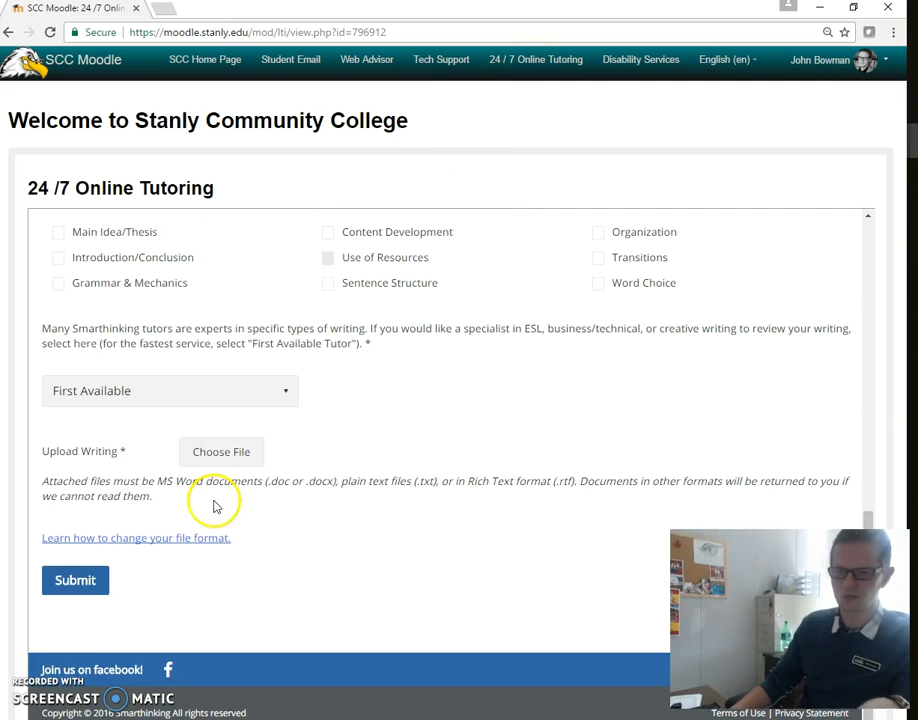 SCC Moodle: 24 /7 Onlin
Secure https://moodle.stanly.edu/mod/lti/view.php?id=796912
SCC Moodle SCC Home Page Student Email Web Advisor Tech Support 24 / 7 Online Tutoring Disability Services English (en) John Bowman
Welcome to Stanly Community College
24 /7 Online Tutoring
Main Idea/Thesis Content Development Organization
Introduction/Conclusion Use of Resources Transitions
Grammar & Mechanics Sentence Structure Word Choice
Many Smarthinking tutors are experts in specific types of writing. If you would like a specialist in ESL, business/technical, or creative writing to review your writing,
select here (for the fastest service, select "First Available Tutor"). *
First Available
Upload Writing * Choose File
Attached files must be MS Word documents (.doc or .docx), plain text files (.txt), or in Rich Text format (.rtf). Documents in other formats will be returned to you if
we cannot read them.
Learn how to change your file format.
Submit
Join us on facebook!
RECORDED WITH
SCREENCAST MATIC
Copyright © 2016 Smarthinking All rights reserved Terms of Use | Privacy Statement